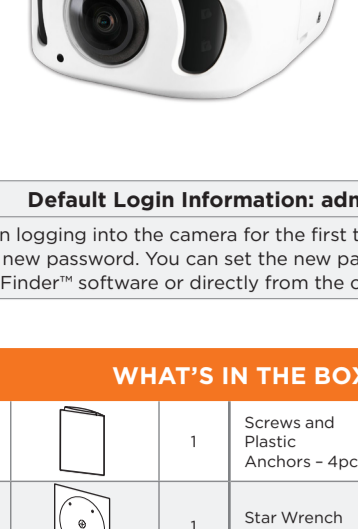 Default Login Information: adm
n logging into the camera for the first t
new password. You can set the new pa
Finder™ software or directly from the c
WHAT'S IN THE BOX
1
Screws and
Plastic
Anchors – 4pc
1
Star Wrench